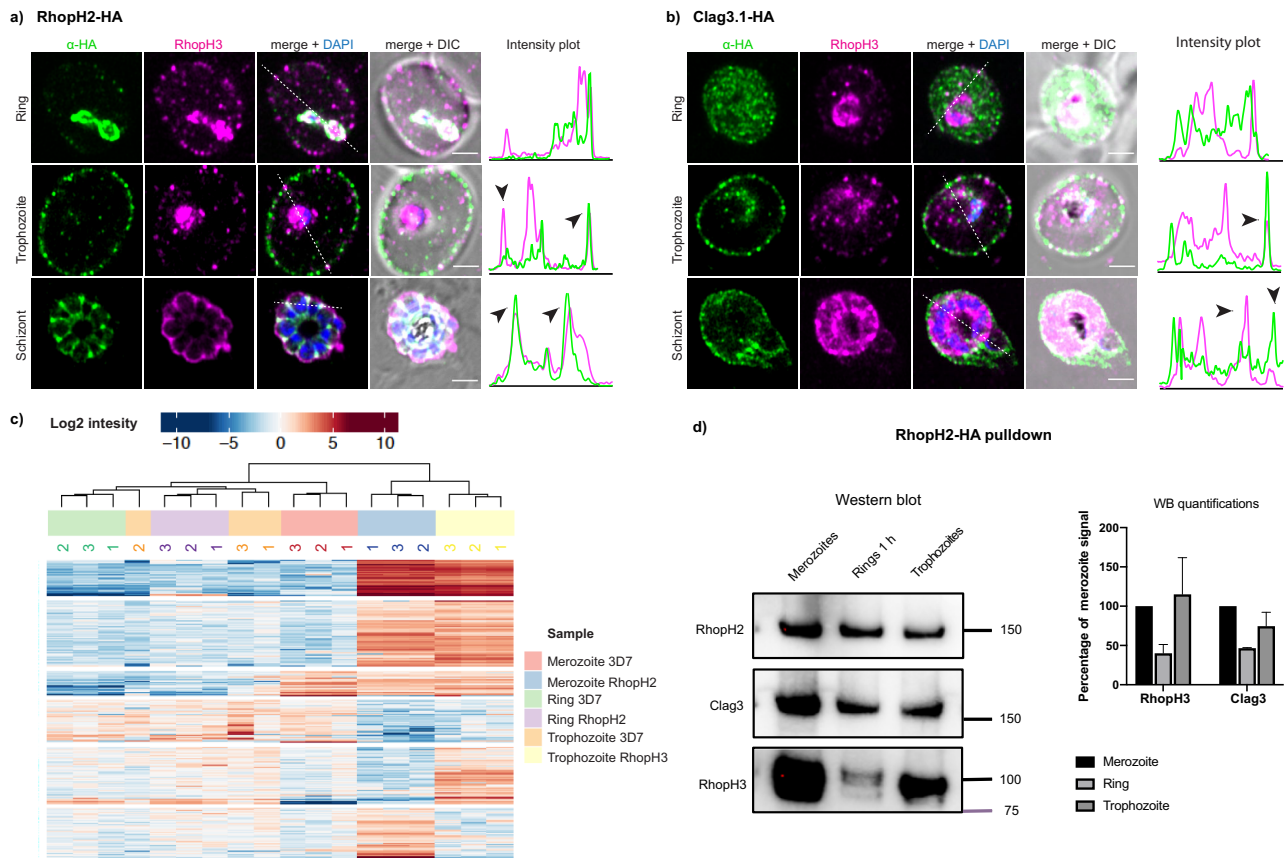 a) RhopH2-HA
α-HA RhopH3 merge + DAPI merge + DIC Intensity plot
Ring
Trophozoite
Schizont
b) Clag3.1-HA
α-HA RhopH3 merge + DAPI merge + DIC Intensity plot
Ring
Trophozoite
Schizont
c) Log2 intesity
−10 −5 0 5 10
2 3 1 2 3 2 1 3 1 3 2 1 1 3 2 3 2 1
Sample
Merozoite 3D7
Merozoite RhopH2
Ring 3D7
Ring RhopH2
Trophozoite 3D7
Trophozoite RhopH3
d) RhopH2-HA pulldown
Western blot
Merozoites Rings 1 h Trophozoites
RhopH2 150
Clag3 150
RhopH3 100
75
WB quantifications
Percentage of merozoite signal
200
150
100
50
0
RhopH3 Clag3
Merozoite
Ring
Trophozoite